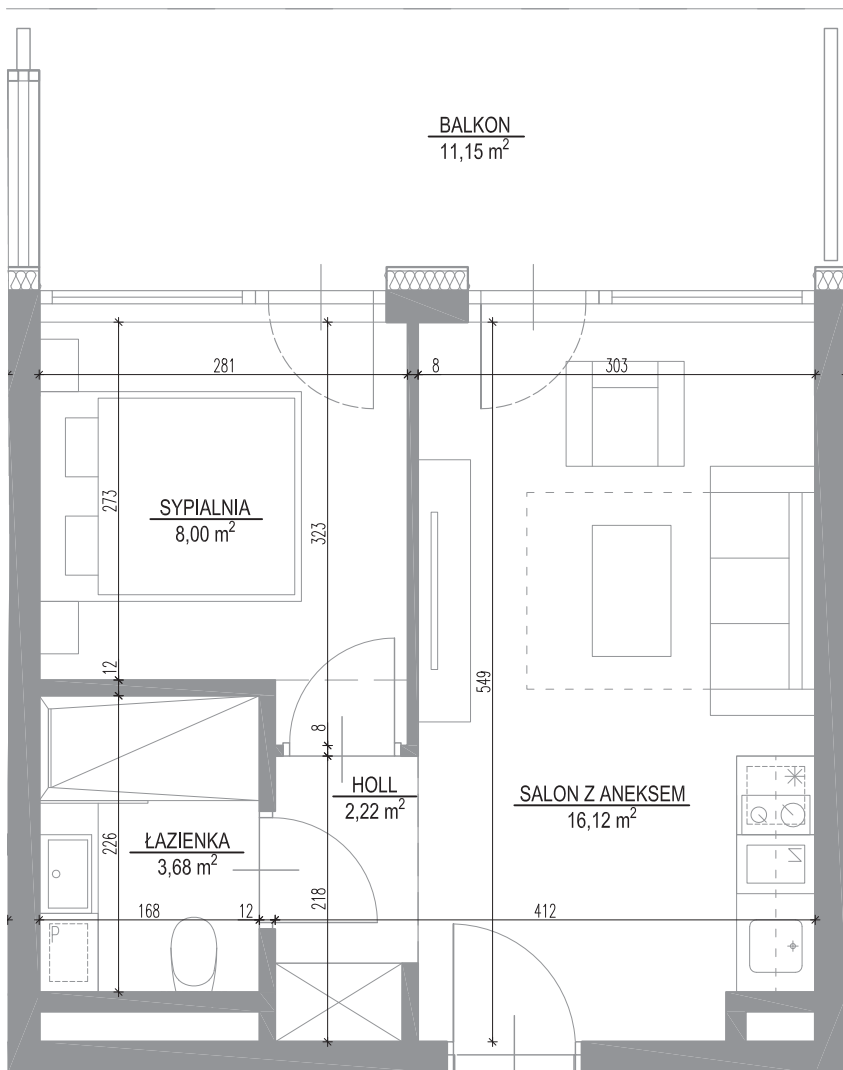 BALKON
11,15 m²
281
8
303
273
SYPIALNIA
8,00 m²
323
12
549
8
HOLL
2,22 m²
SALON Z ANEKSEM
16,12 m²
226
ŁAZIENKA
3,68 m²
218
168
12
412
P
Z